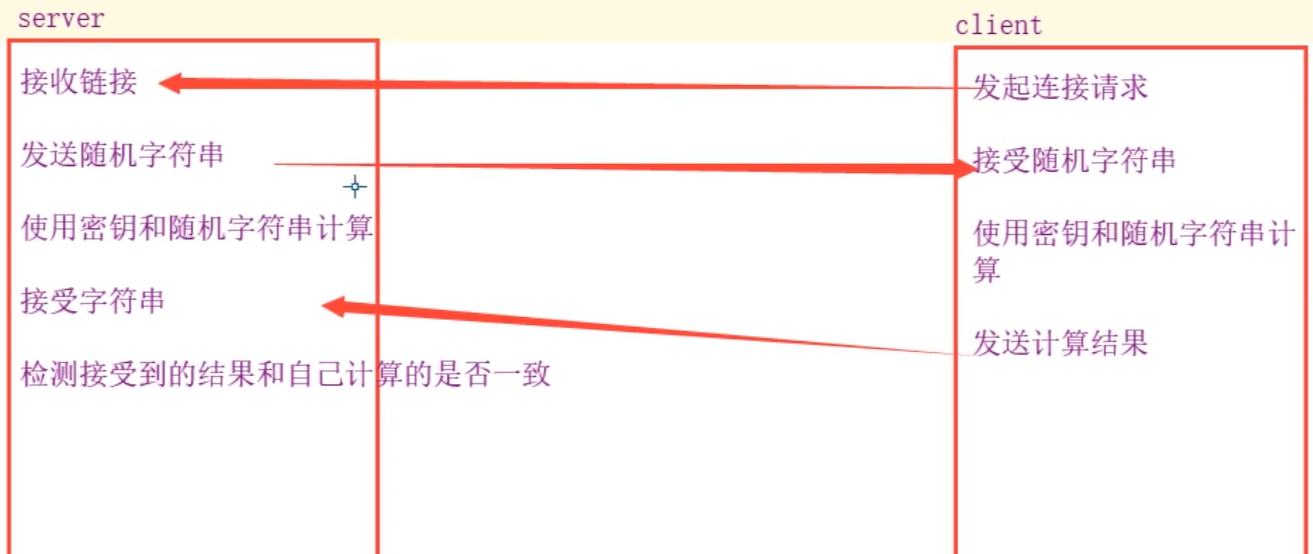 server
接收链接
发送随机字符串
使用密钥和随机字符串计算
接受字符串
检测接受到的结果和自己计算的是否一致
client
发起连接请求
接受随机字符串
使用密钥和随机字符串计
算
发送计算结果